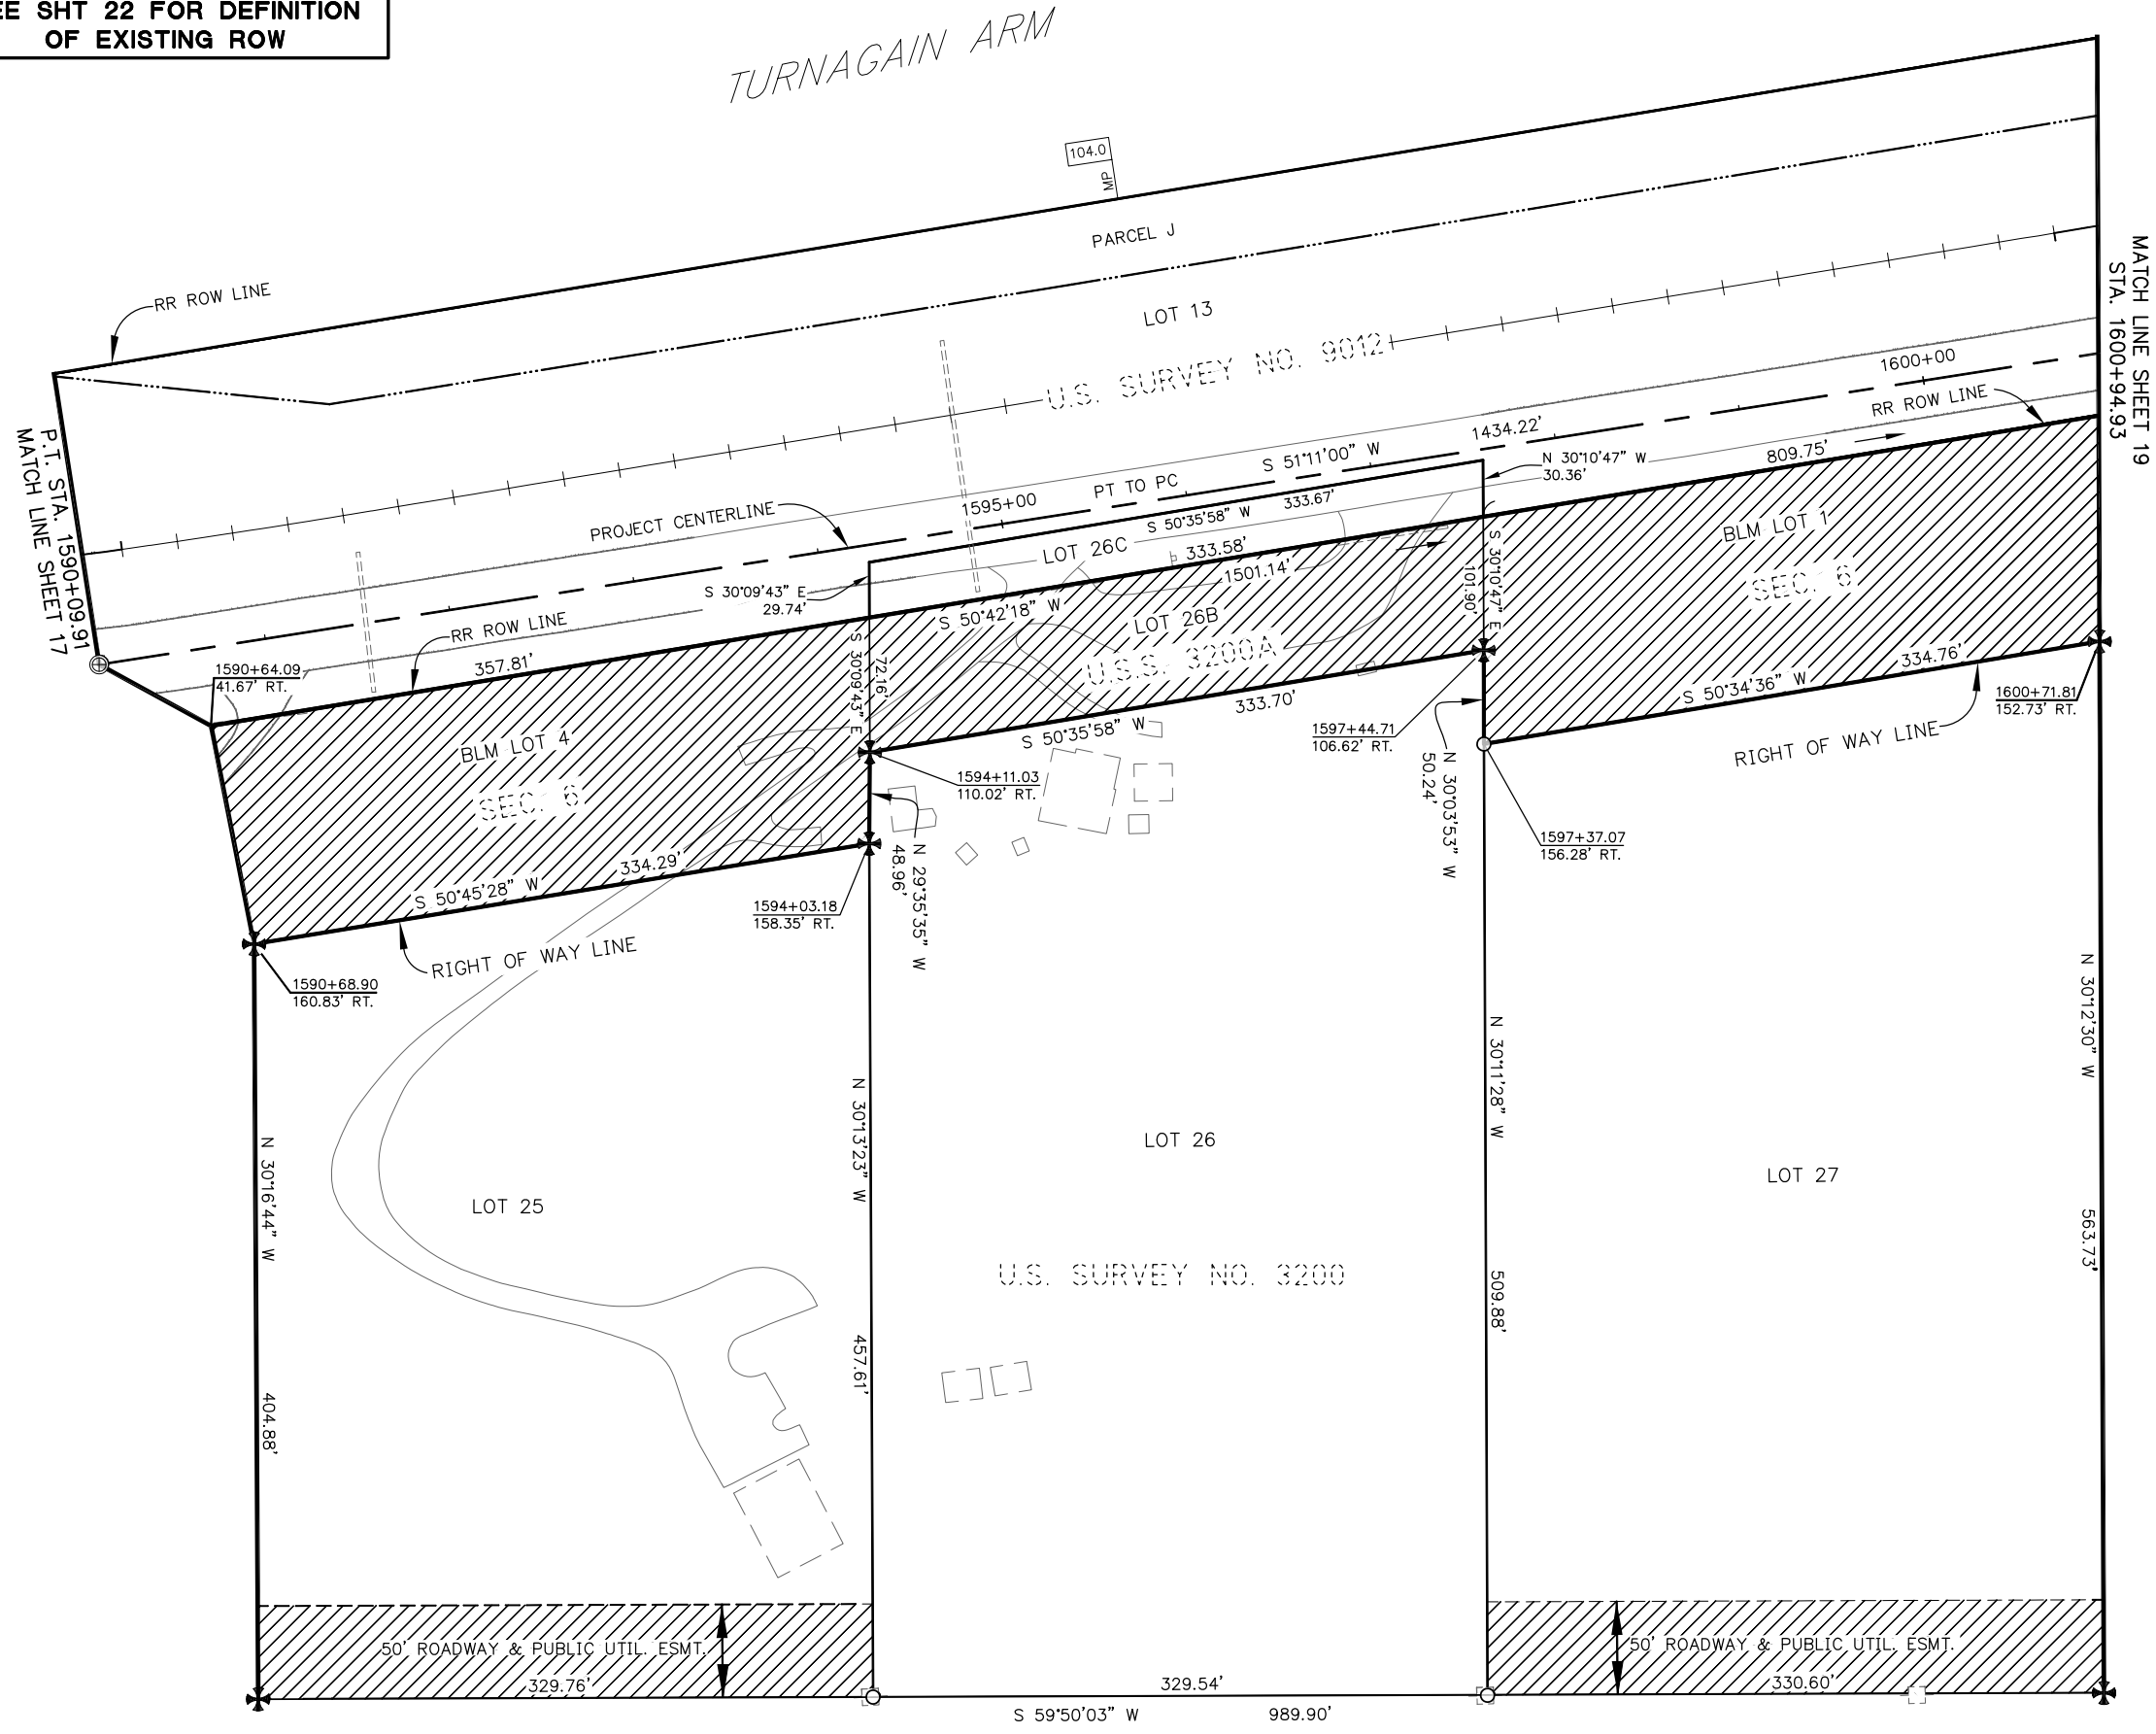 EE SHT 22 FOR DEFINITION
OF EXISTING ROW
TURNAGAIN ARM
104.0
MP
PARCEL J
RR ROW LINE
LOT 13
U.S. SURVEY NO. 9012
MATCH LINE SHEET 19
STA. 1600+94.93
1600+00
RR ROW LINE
1434.22'
S 51°11'00" W
PT TO PC
1595+00
PROJECT CENTERLINE
N 30°10'47" W
30.36'
809.75'
333.67'
S 50°35'58" W
LOT 26C
333.58'
1501.14'
S 50°42'18" W
S 30°09'43" E
29.74'
P.T. STA. 1590+09.91
MATCH LINE SHEET 17
RR ROW LINE
357.81'
1590+64.09
41.67' RT.
BLM LOT 1
SEC. 6
S 30°10'47" E
101.90'
LOT 26B
U.S.S. 3200A
S 30°09'43" E
72.16'
334.76'
S 50°34'36" W
1600+71.81
152.73' RT.
RIGHT OF WAY LINE
333.70'
S 50°35'58" W
1597+44.71
106.62' RT.
N 30°03'53" W
50.24'
BLM LOT 4
SEC. 6
1594+11.03
110.02' RT.
1597+37.07
156.28' RT.
334.29'
S 50°45'28" W
N 29°35'35" W
48.96'
1594+03.18
158.35' RT.
RIGHT OF WAY LINE
1590+68.90
160.83' RT.
N 30°12'30" W
563.73'
N 30°11'28" W
509.88'
N 30°13'23" W
457.61'
N 30°16'44" W
404.88'
LOT 26
LOT 27
LOT 25
U.S. SURVEY NO. 3200
50' ROADWAY & PUBLIC UTIL. ESMT.
329.76'
50' ROADWAY & PUBLIC UTIL. ESMT.
330.60'
329.54'
S 59°50'03" W
989.90'